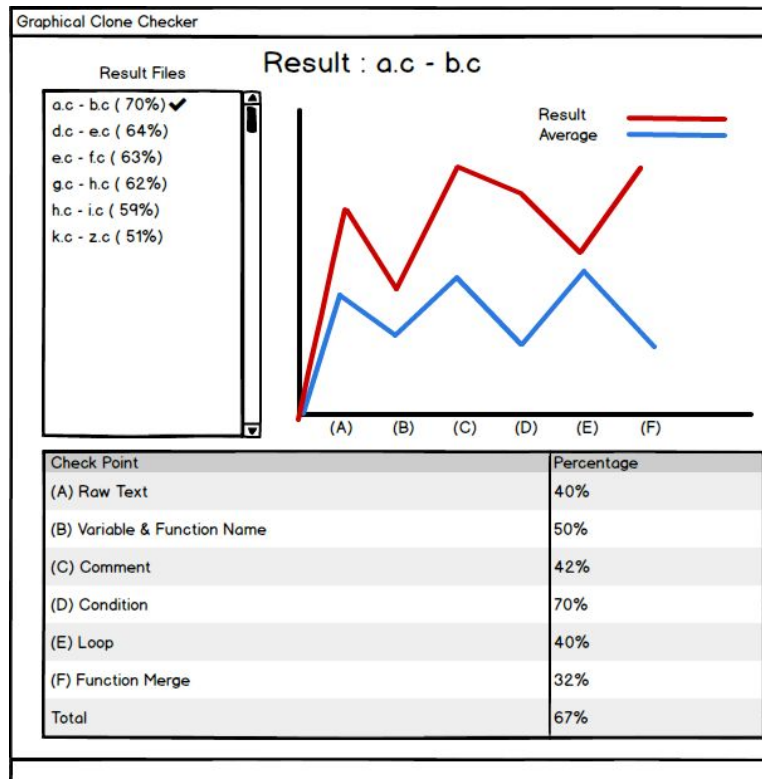 Graphical Clone Checker
Result : a.c - b.c
Result Files
a.c - b.c ( 70%)
d.c - e.c ( 64%)
e.c - f.c ( 63%)
g.c - h.c ( 62%)
h.c - i.c ( 59%)
k.c - z.c ( 51%)
Result
Average
(A) (B) (C) (D) (E) (F)
Check Point Percentage
(A) Raw Text 40%
(B) Variable & Function Name 50%
(C) Comment 42%
(D) Condition 70%
(E) Loop 40%
(F) Function Merge 32%
Total 67%